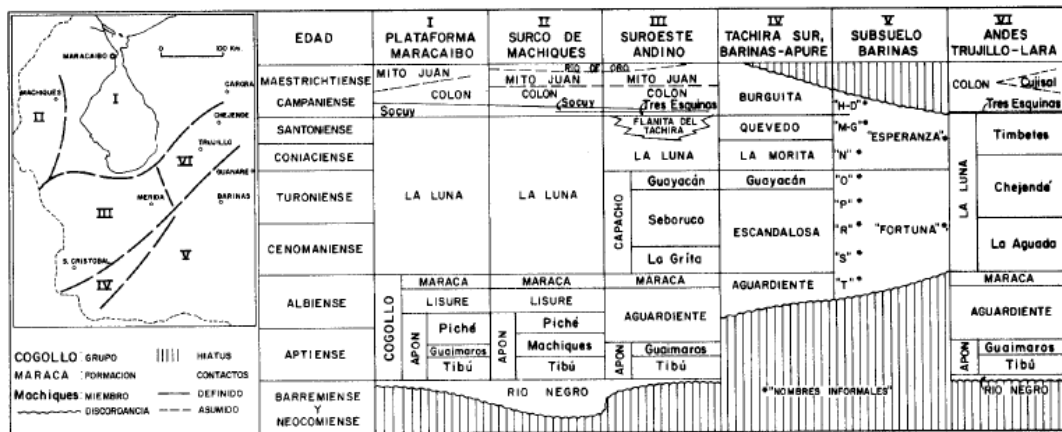 MARACAIBO
0 100 Km.
MACHIQUES
CARORA
I
II
CHEJENDE
VI
TRUJILLO
GUANARE
III
MERIDA
BARINAS
V
S. CRISTOBAL
IV
COGOLLO: GRUPO
HIATUS
MARACA: FORMACION
CONTACTOS
Machiques: MIEMBRO
DEFINIDO
DISCORDANCIA
ASUMIDO
EDAD
MAESTRICHTIENSE
CAMPANIENSE
SANTONIENSE
CONIACIENSE
TURONIENSE
CENOMANIENSE
ALBIENSE
APTIENSE
BARREMIENSE
Y
NEOCOMIENSE
I
PLATAFORMA
MARACAIBO
MITO JUAN
COLON
Socuy
LA LUNA
COGOLLO
MARACA
LISURE
APON
Piché
Guaimaros
Tibú
RIO NEGRO
II
SURCO DE
MACHIQUES
RIO DE ORO
MITO JUAN
COLON
Socuy
LA LUNA
MARACA
LISURE
APON
Piché
Machiques
Tibú
III
SUROESTE
ANDINO
MITO JUAN
COLON
Tres Esquinas
FLANITA DEL
TACHIRA
LA LUNA
CAPACHO
Guayacán
Seboruco
La Grita
MARACA
AGUARDIENTE
APON
Guaimaros
Tibú
IV
TACHIRA SUR,
BARINAS-APURE
BURGUITA
QUEVEDO
LA MORITA
Guayacán
ESCANDALOSA
AGUARDIENTE
V
SUBSUELO
BARINAS
"H-D"*
"M-G"*
"ESPERANZA"*
"N"*
"O"*
"P"*
"R"*
"FORTUNA"*
"S"*
"T"*
*"NOMBRES INFORMALES"
VI
ANDES
TRUJILLO-LARA
COLON
Cujisal
Tres Esquinas
LA LUNA
Timbetes
Chejendé
La Aguada
MARACA
AGUARDIENTE
APON
Guaimaros
Tibú
RIO NEGRO